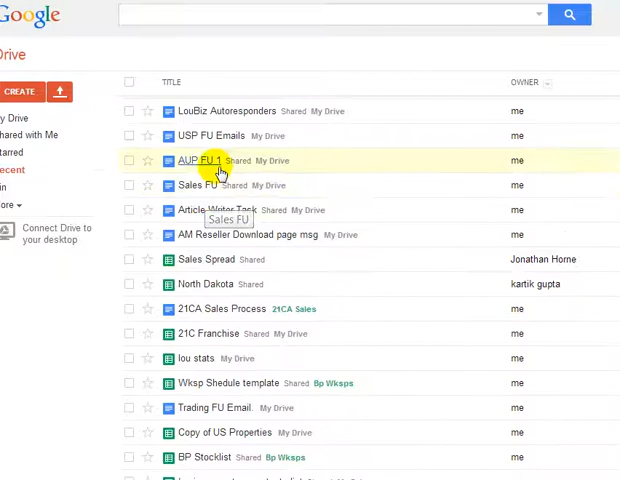 Google
Drive
CREATE
TITLE
OWNER
LouBiz Autoresponders Shared My Drive me
y Drive
USP FU Emails My Drive me
hared with Me
tarred
AUP FU 1 Shared My Drive me
ecent
Sales FU Shared My Drive me
in
ore
Article Writer Task Shared My Drive me
Sales FU
Connect Drive to
your desktop
AM Reseller Download page msg My Drive me
Sales Spread Shared Jonathan Horne
North Dakota Shared kartik gupta
21CA Sales Process 21CA Sales me
21C Franchise Shared My Drive me
lou stats My Drive me
Wksp Shedule template Shared Bp Wksps me
Trading FU Email. My Drive me
Copy of US Properties My Drive me
BP Stocklist Shared Bp Wksps me